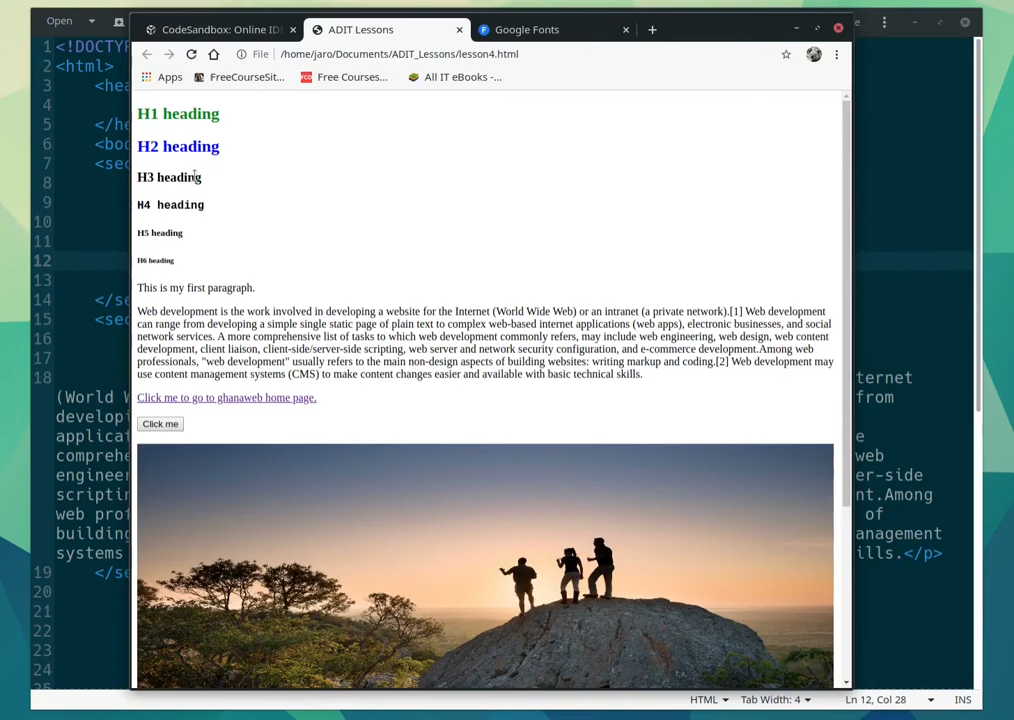 Open
CodeSandbox: Online IDE
ADIT Lessons
Google Fonts
File
/home/jaro/Documents/ADIT_Lessons/lesson4.html
Apps
FreeCourseSit...
FCO
Free Courses...
All IT eBooks -...
H1 heading
H2 heading
H3 heading
H4 heading
H5 heading
H6 heading
This is my first paragraph.
Web development is the work involved in developing a website for the Internet (World Wide Web) or an intranet (a private network).[1] Web development
can range from developing a simple single static page of plain text to complex web-based internet applications (web apps), electronic businesses, and social
network services. A more comprehensive list of tasks to which web development commonly refers, may include web engineering, web design, web content
development, client liaison, client-side/server-side scripting, web server and network security configuration, and e-commerce development.Among web
professionals, "web development" usually refers to the main non-design aspects of building websites: writing markup and coding.[2] Web development may
use content management systems (CMS) to make content changes easier and available with basic technical skills.
Click me to go to ghanaweb home page.
Click me
1 <!DOCTYP
2 <html>
3 <hea
4
5 </he
6 <bod
7 <sec
8
9
10
11
12
13
14 </se
15 <sec
16
17
18 ternet
(World W from
develop
applicat e
comprehe web
engineer er-side
scriptin nt.Among
web prof of
building anagement
systems ills.</p>
19 </se
20
21
22
23
24
HTML
Tab Width: 4
Ln 12, Col 28
INS